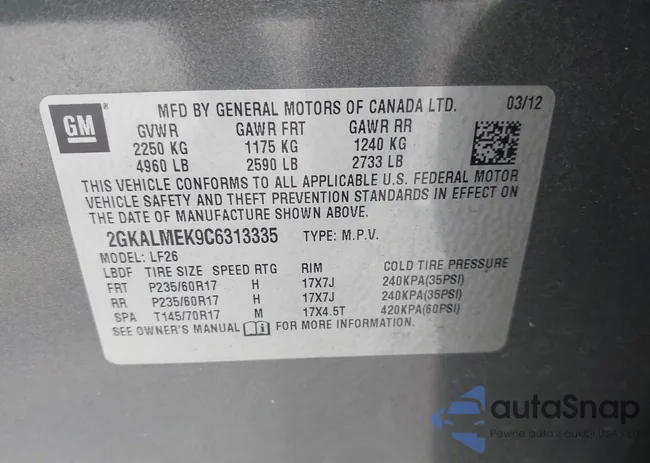 GM
MFD BY GENERAL MOTORS OF CANADA LTD. 03/12
GVWR GAWR FRT GAWR RR
2250 KG 1175 KG 1240 KG
4960 LB 2590 LB 2733 LB
THIS VEHICLE CONFORMS TO ALL APPLICABLE U.S. FEDERAL MOTOR
VEHICLE SAFETY AND THEFT PREVENTION STANDARDS IN EFFECT ON
THE DATE OF MANUFACTURE SHOWN ABOVE.
2GKALMEK9C6313335 TYPE: M.P.V.
MODEL: LF26
LBDF TIRE SIZE SPEED RTG RIM COLD TIRE PRESSURE
FRT P235/60R17 H 17X7J 240KPA(35PSI)
RR P235/60R17 H 17X7J 240KPA(35PSI)
SPA T145/70R17 M 17X4.5T 420KPA(60PSI)
SEE OWNER'S MANUAL FOR MORE INFORMATION.
autoSnap
Pewne auta z aukcji USA